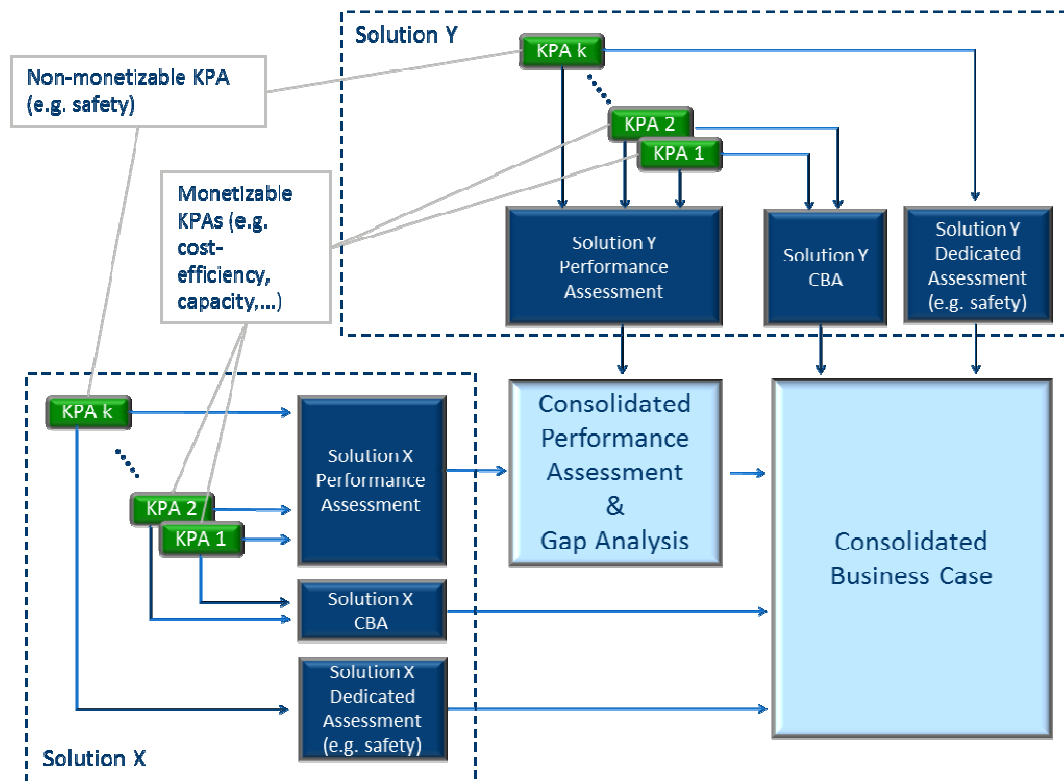 Solution Y
KPA k
Non-monetizable KPA
(e.g. safety)
KPA 2
KPA 1
Monetizable
KPAs (e.g.
cost-
efficiency,
capacity,...)
Solution Y
Performance
Assessment
Solution Y
CBA
Solution Y
Dedicated
Assessment
(e.g. safety)
KPA k
KPA 2
KPA 1
Solution X
Performance
Assessment
Consolidated
Performance
Assessment
&
Gap Analysis
Consolidated
Business Case
Solution X
CBA
Solution X
Dedicated
Assessment
(e.g. safety)
Solution X